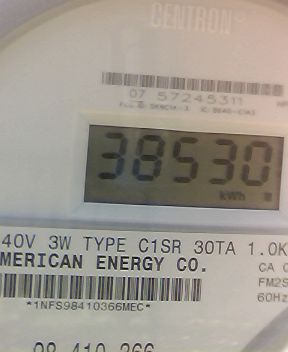 CENTRON®
07 57245311
38530
kWh
40V 3W TYPE C1SR 30TA 1.0K
MERICAN ENERGY CO.
CA 0
FM2S
*1NFS98410366MEC*
60Hz
98 410 366